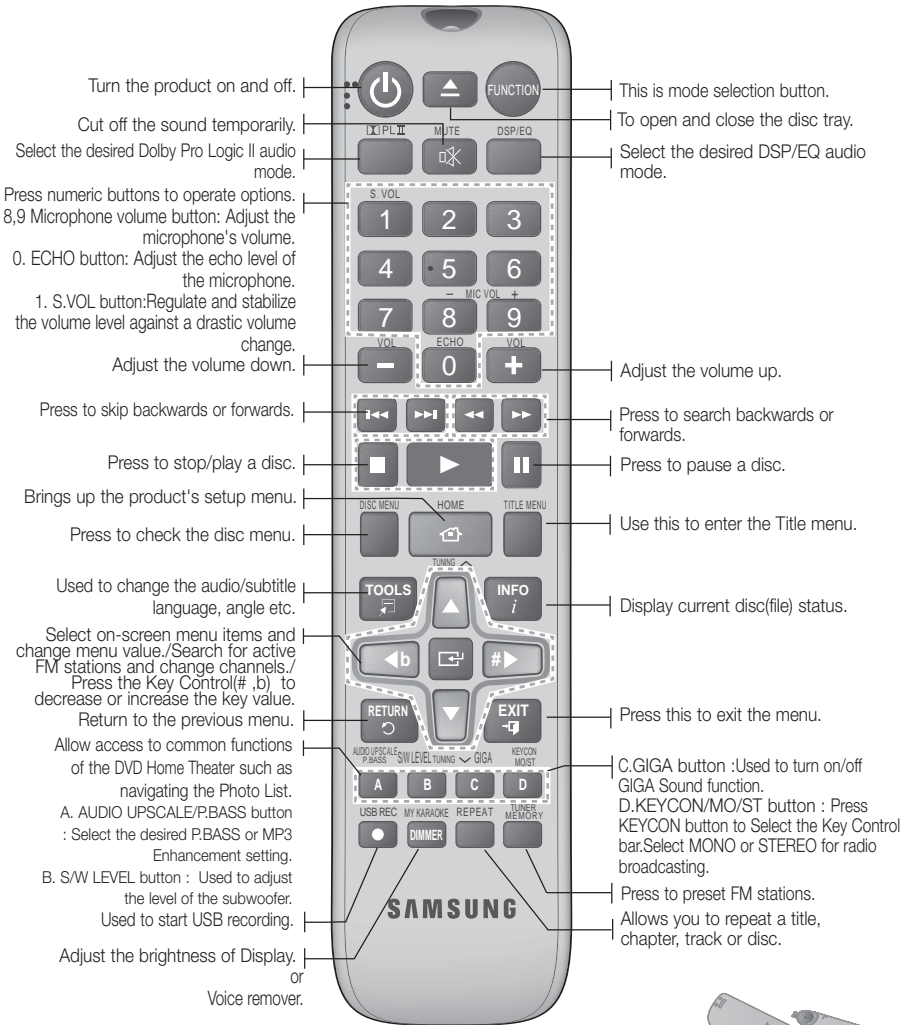 Turn the product on and off.
Cut off the sound temporarily.
Select the desired Dolby Pro Logic II audio
mode.
Press numeric buttons to operate options.
8,9 Microphone volume button: Adjust the
microphone's volume.
0. ECHO button: Adjust the echo level of
the microphone.
1. S.VOL button:Regulate and stabilize
the volume level against a drastic volume
change.
Adjust the volume down.
Press to skip backwards or forwards.
Press to stop/play a disc.
Brings up the product's setup menu.
Press to check the disc menu.
Used to change the audio/subtitle
language, angle etc.
Select on-screen menu items and
change menu value./Search for active
FM stations and change channels./
Press the Key Control(# ,b) to
decrease or increase the key value.
Return to the previous menu.
Allow access to common functions
of the DVD Home Theater such as
navigating the Photo List.
A. AUDIO UPSCALE/P.BASS button
: Select the desired P.BASS or MP3
Enhancement setting.
B. S/W LEVEL button : Used to adjust
the level of the subwoofer.
Used to start USB recording.
Adjust the brightness of Display.
or
Voice remover.
FUNCTION
PL II MUTE DSP/EQ
S. VOL
1 2 3
4 5 6
− MIC VOL +
7 8 9
VOL ECHO VOL
− 0 +
DISC MENU HOME TITLE MENU
TUNING
TOOLS INFO
i
b #
RETURN EXIT
AUDIO UPSCALE
P.BASS S/W LEVEL TUNING GIGA KEYCON
MO/ST
A B C D
USB REC MY KARAOKE REPEAT TUNER
MEMORY
DIMMER
SAMSUNG
This is mode selection button.
To open and close the disc tray.
Select the desired DSP/EQ audio
mode.
Adjust the volume up.
Press to search backwards or
forwards.
Press to pause a disc.
Use this to enter the Title menu.
Display current disc(file) status.
Press this to exit the menu.
C.GIGA button :Used to turn on/off
GIGA Sound function.
D.KEYCON/MO/ST button : Press
KEYCON button to Select the Key Control
bar.Select MONO or STEREO for radio
broadcasting.
Press to preset FM stations.
Allows you to repeat a title,
chapter, track or disc.